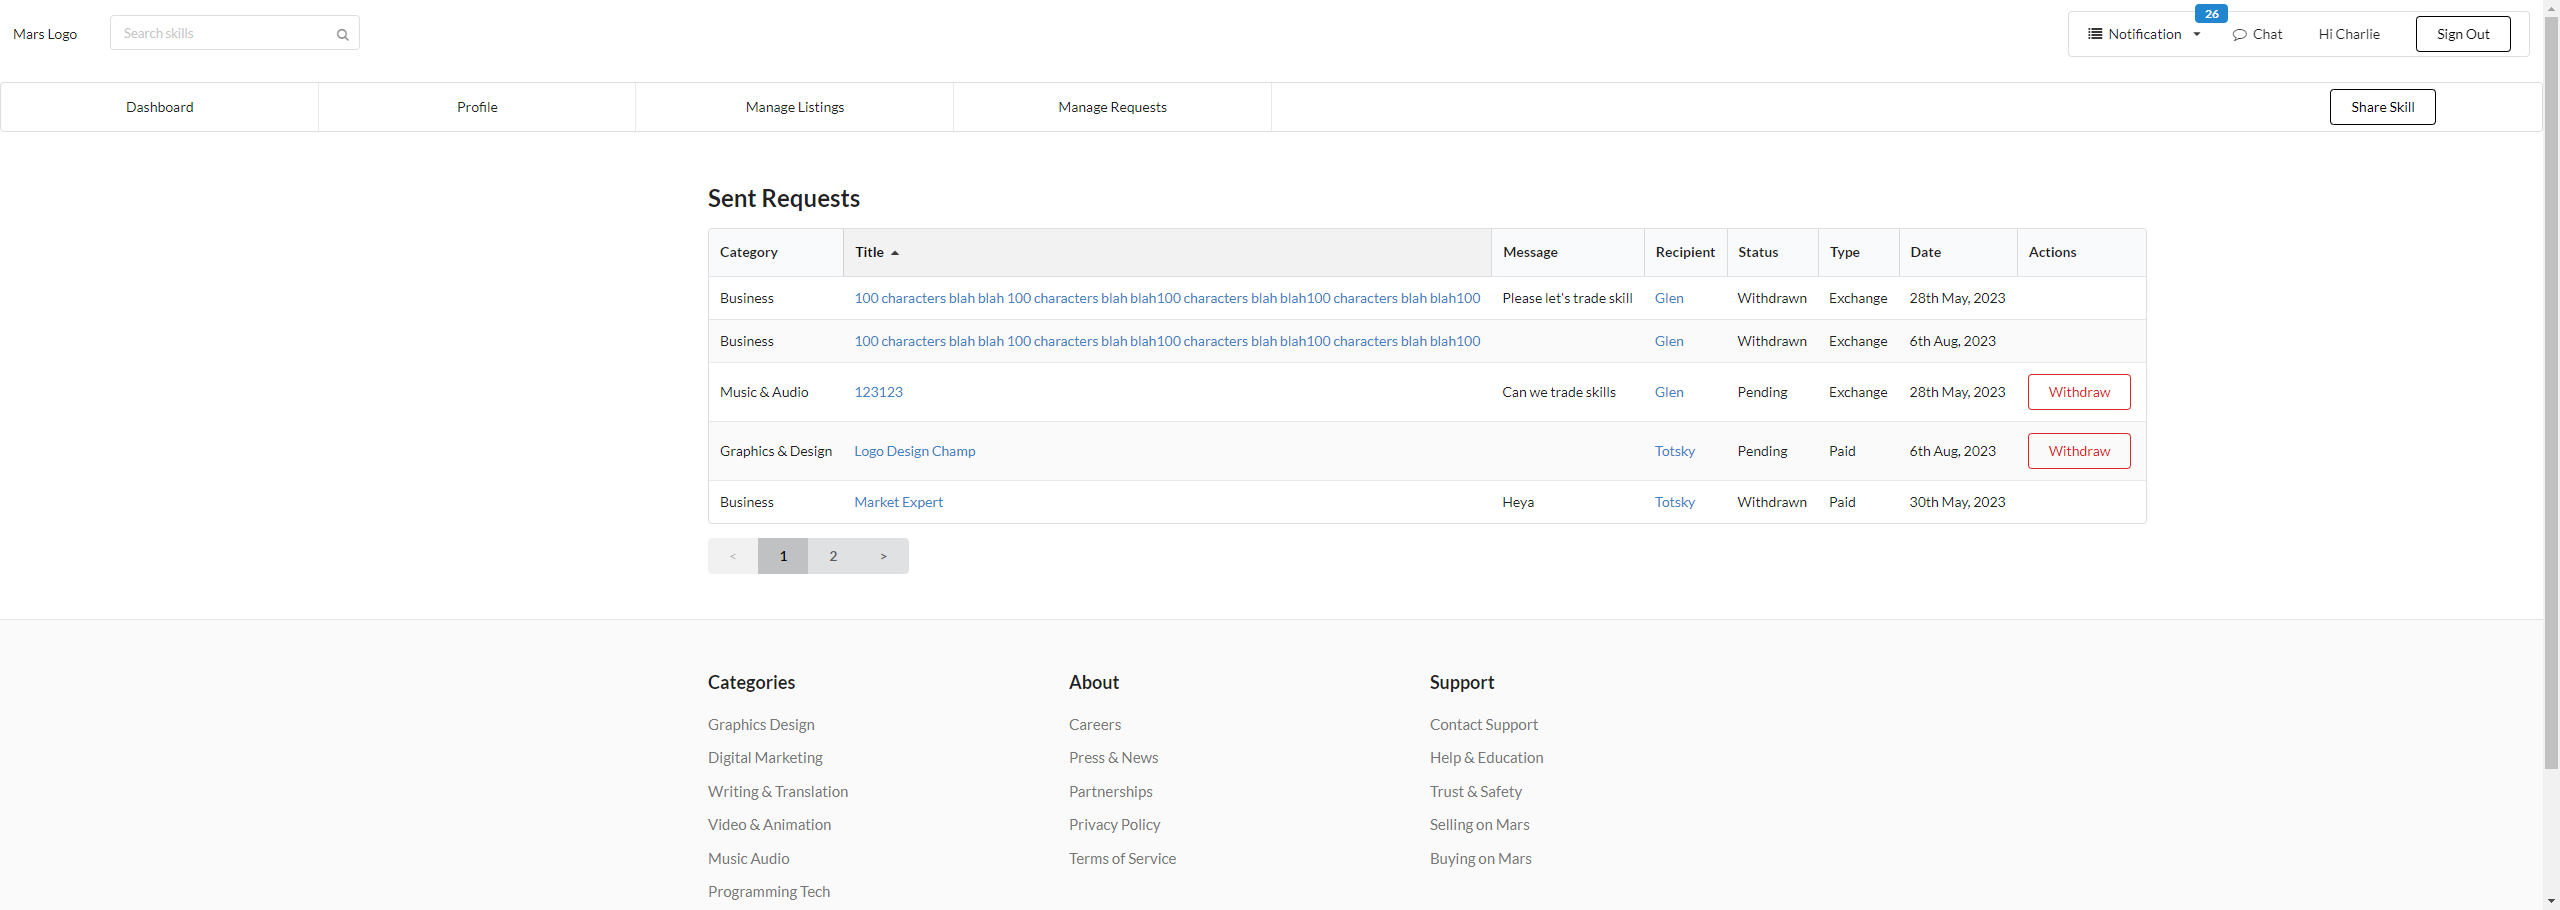 Mars Logo
Search skills
26
Notification
Chat
Hi Charlie
Sign Out
Dashboard
Profile
Manage Listings
Manage Requests
Share Skill
Sent Requests
Category Title Message Recipient Status Type Date Actions
Business 100 characters blah blah 100 characters blah blah100 characters blah blah100 characters blah blah100 Please let's trade skill Glen Withdrawn Exchange 28th May, 2023
Business 100 characters blah blah 100 characters blah blah100 characters blah blah100 characters blah blah100 Glen Withdrawn Exchange 6th Aug, 2023
Music & Audio 123123 Can we trade skills Glen Pending Exchange 28th May, 2023 Withdraw
Graphics & Design Logo Design Champ Totsky Pending Paid 6th Aug, 2023 Withdraw
Business Market Expert Heya Totsky Withdrawn Paid 30th May, 2023
< 1 2 >
Categories
Graphics Design
Digital Marketing
Writing & Translation
Video & Animation
Music Audio
Programming Tech
About
Careers
Press & News
Partnerships
Privacy Policy
Terms of Service
Support
Contact Support
Help & Education
Trust & Safety
Selling on Mars
Buying on Mars